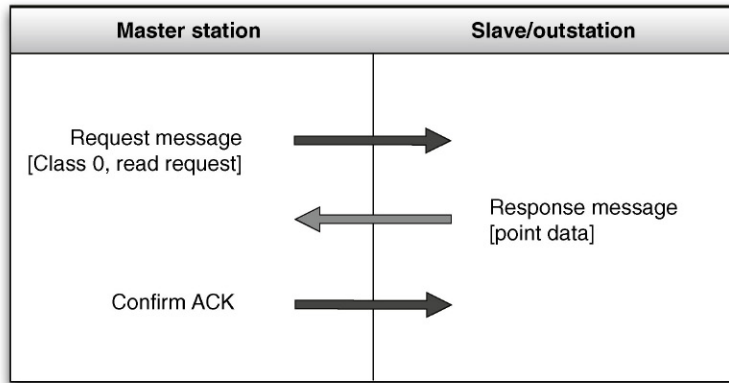 Master station
Slave/outstation
Request message
[Class 0, read request]
Response message
[point data]
Confirm ACK